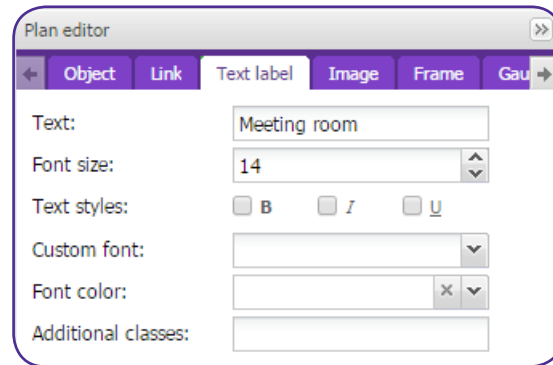 Plan editor
Object Link Text label Image Frame Gau
Text: Meeting room
Font size: 14
Text styles: B I U
Custom font:
Font color:
Additional classes: